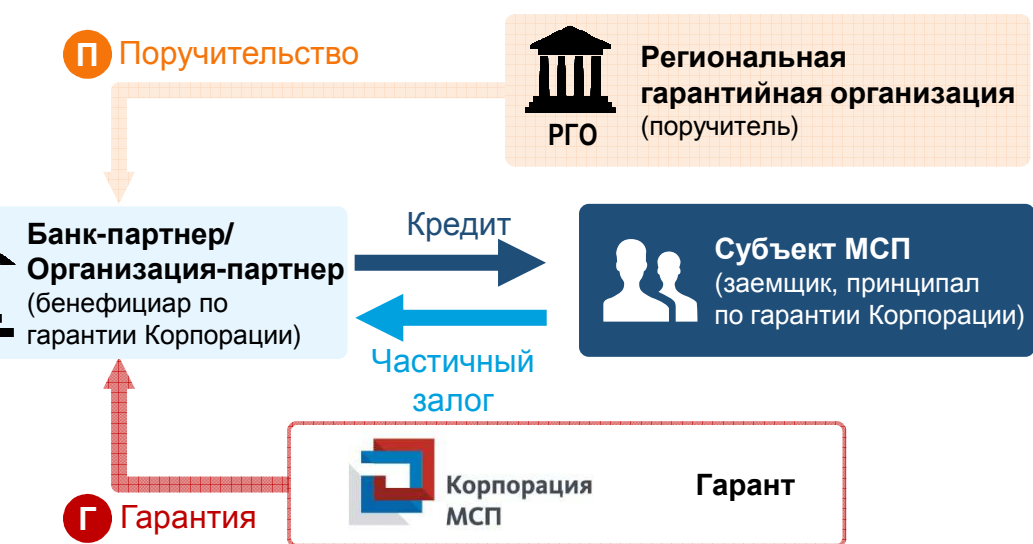 П Поручительство
Региональная
гарантийная организация
(поручитель)
РГО
Банк-партнер/
Организация-партнер
(бенефициар по
гарантии Корпорации)
Кредит
Частичный
залог
Субъект МСП
(заемщик, принципал
по гарантии Корпорации)
Корпорация
МСП
Гарант
Г Гарантия